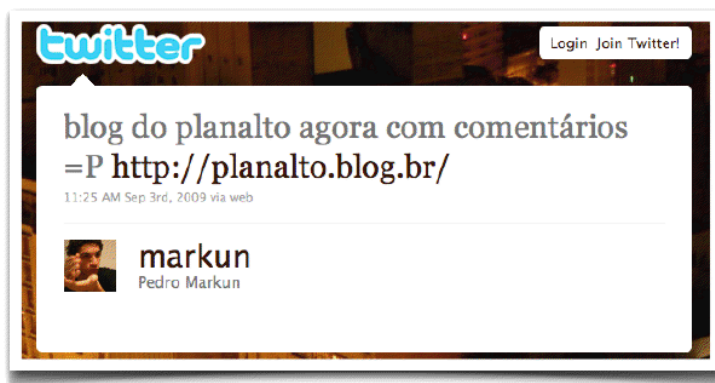 twitter
Login Join Twitter!
blog do planalto agora com comentários
=P http://planalto.blog.br/
11:25 AM Sep 3rd, 2009 via web
markun
Pedro Markun